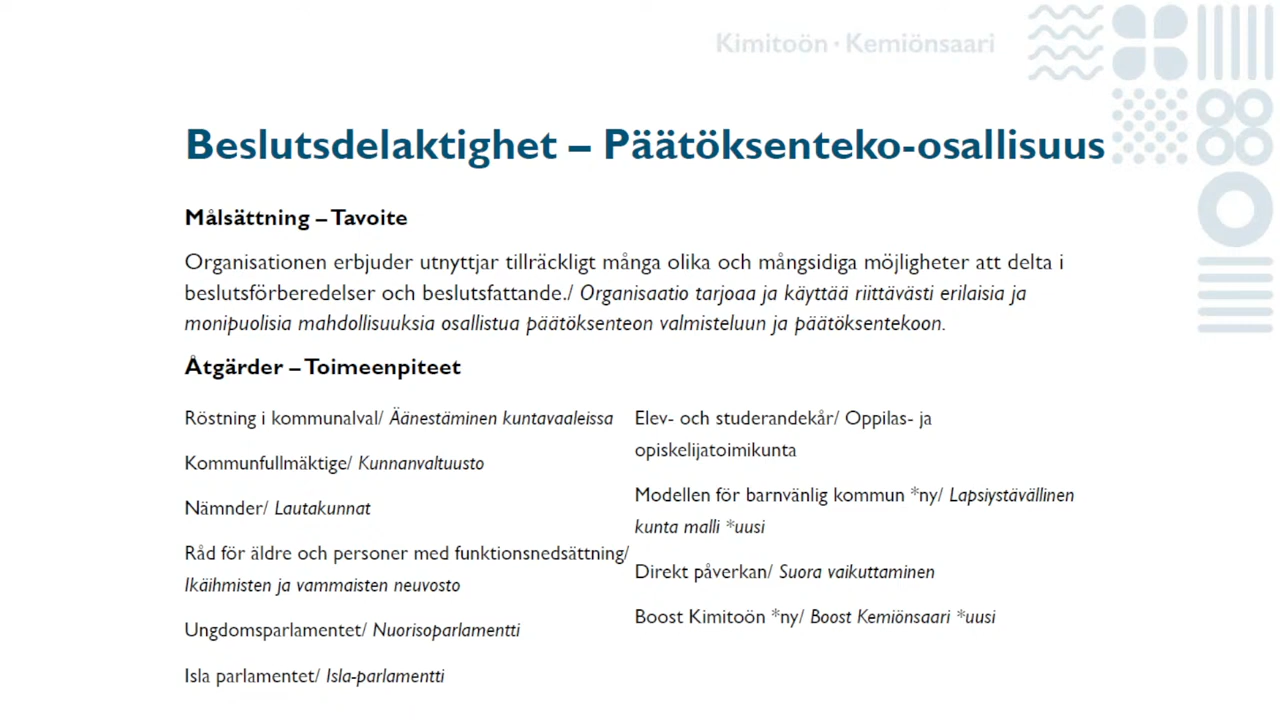 Kimitoön · Kemiönsaari
Beslutsdelaktighet – Päätöksenteko-osallisuus
Målsättning – Tavoite
Organisationen erbjuder utnyttjar tillräckligt många olika och mångsidiga möjligheter att delta i
beslutsförberedelser och beslutsfattande./ Organisaatio tarjoaa ja käyttää riittävästi erilaisia ja
monipuolisia mahdollisuuksia osallistua päätöksenteon valmisteluun ja päätöksentekoon.
Åtgärder – Toimeenpiteet
Röstning i kommunalval/ Äänestäminen kuntavaaleissa
Kommunfullmäktige/ Kunnanvaltuusto
Nämnder/ Lautakunnat
Råd för äldre och personer med funktionsnedsättning/
Ikäihmisten ja vammaisten neuvosto
Ungdomsparlamentet/ Nuorisoparlamentti
Isla parlamentet/ Isla-parlamentti
Elev- och studerandekår/ Oppilas- ja
opiskelijatoimikunta
Modellen för barnvänlig kommun *ny/ Lapsiystävällinen
kunta malli *uusi
Direkt påverkan/ Suora vaikuttaminen
Boost Kimitoön *ny/ Boost Kemiönsaari *uusi